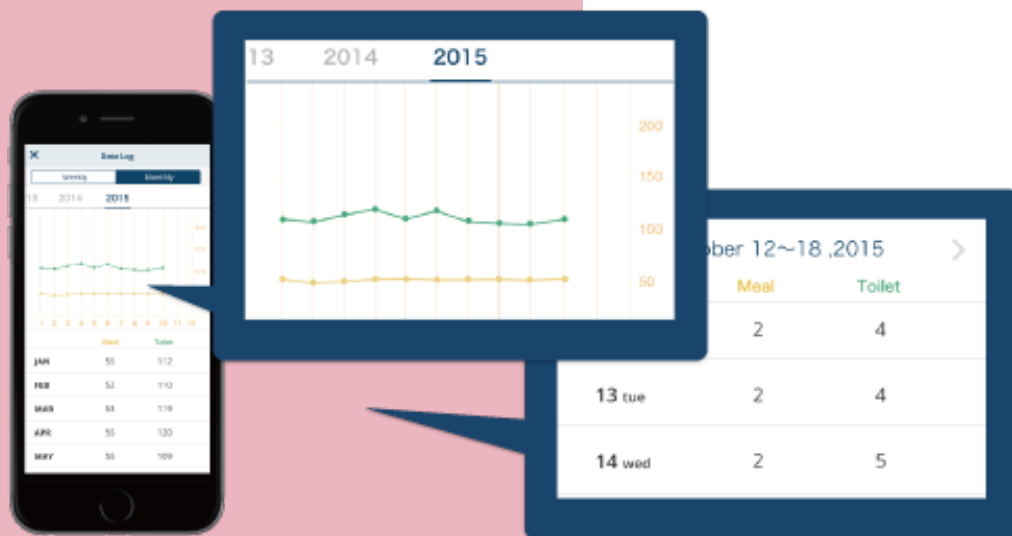 Data Log
Weekly Monthly
13 2014 2015
1 2 3 4 5 6 7 8 9 10 11 12
Meal Toilet
JAN 55 112
FEB 52 110
MAR 119
APR 55 120
MAY 55 109
13 2014 2015
200
150
100
50
ober 12～18 ,2015
Meal Toilet
2 4
13 tue 2 4
14 wed 2 5